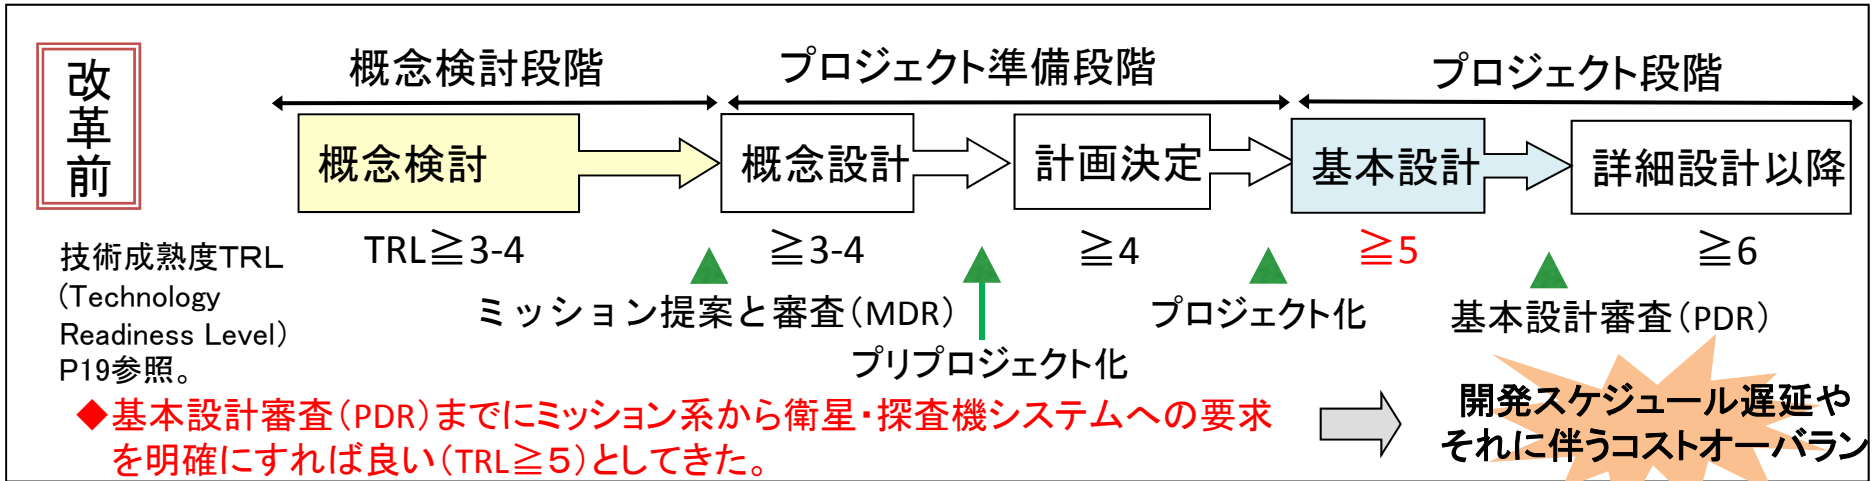 改革前
概念検討段階
プロジェクト準備段階
プロジェクト段階
概念検討
概念設計
計画決定
基本設計
詳細設計以降
技術成熟度TRL
(Technology
Readiness Level)
P19参照。
TRL≧3-4
≧3-4
≧4
≧5
≧6
ミッション提案と審査(MDR)
プリプロジェクト化
プロジェクト化
基本設計審査(PDR)
◆基本設計審査(PDR)までにミッション系から衛星・探査機システムへの要求
を明確にすれば良い(TRL≧5)としてきた。
開発スケジュール遅延や
それに伴うコストオーバラン